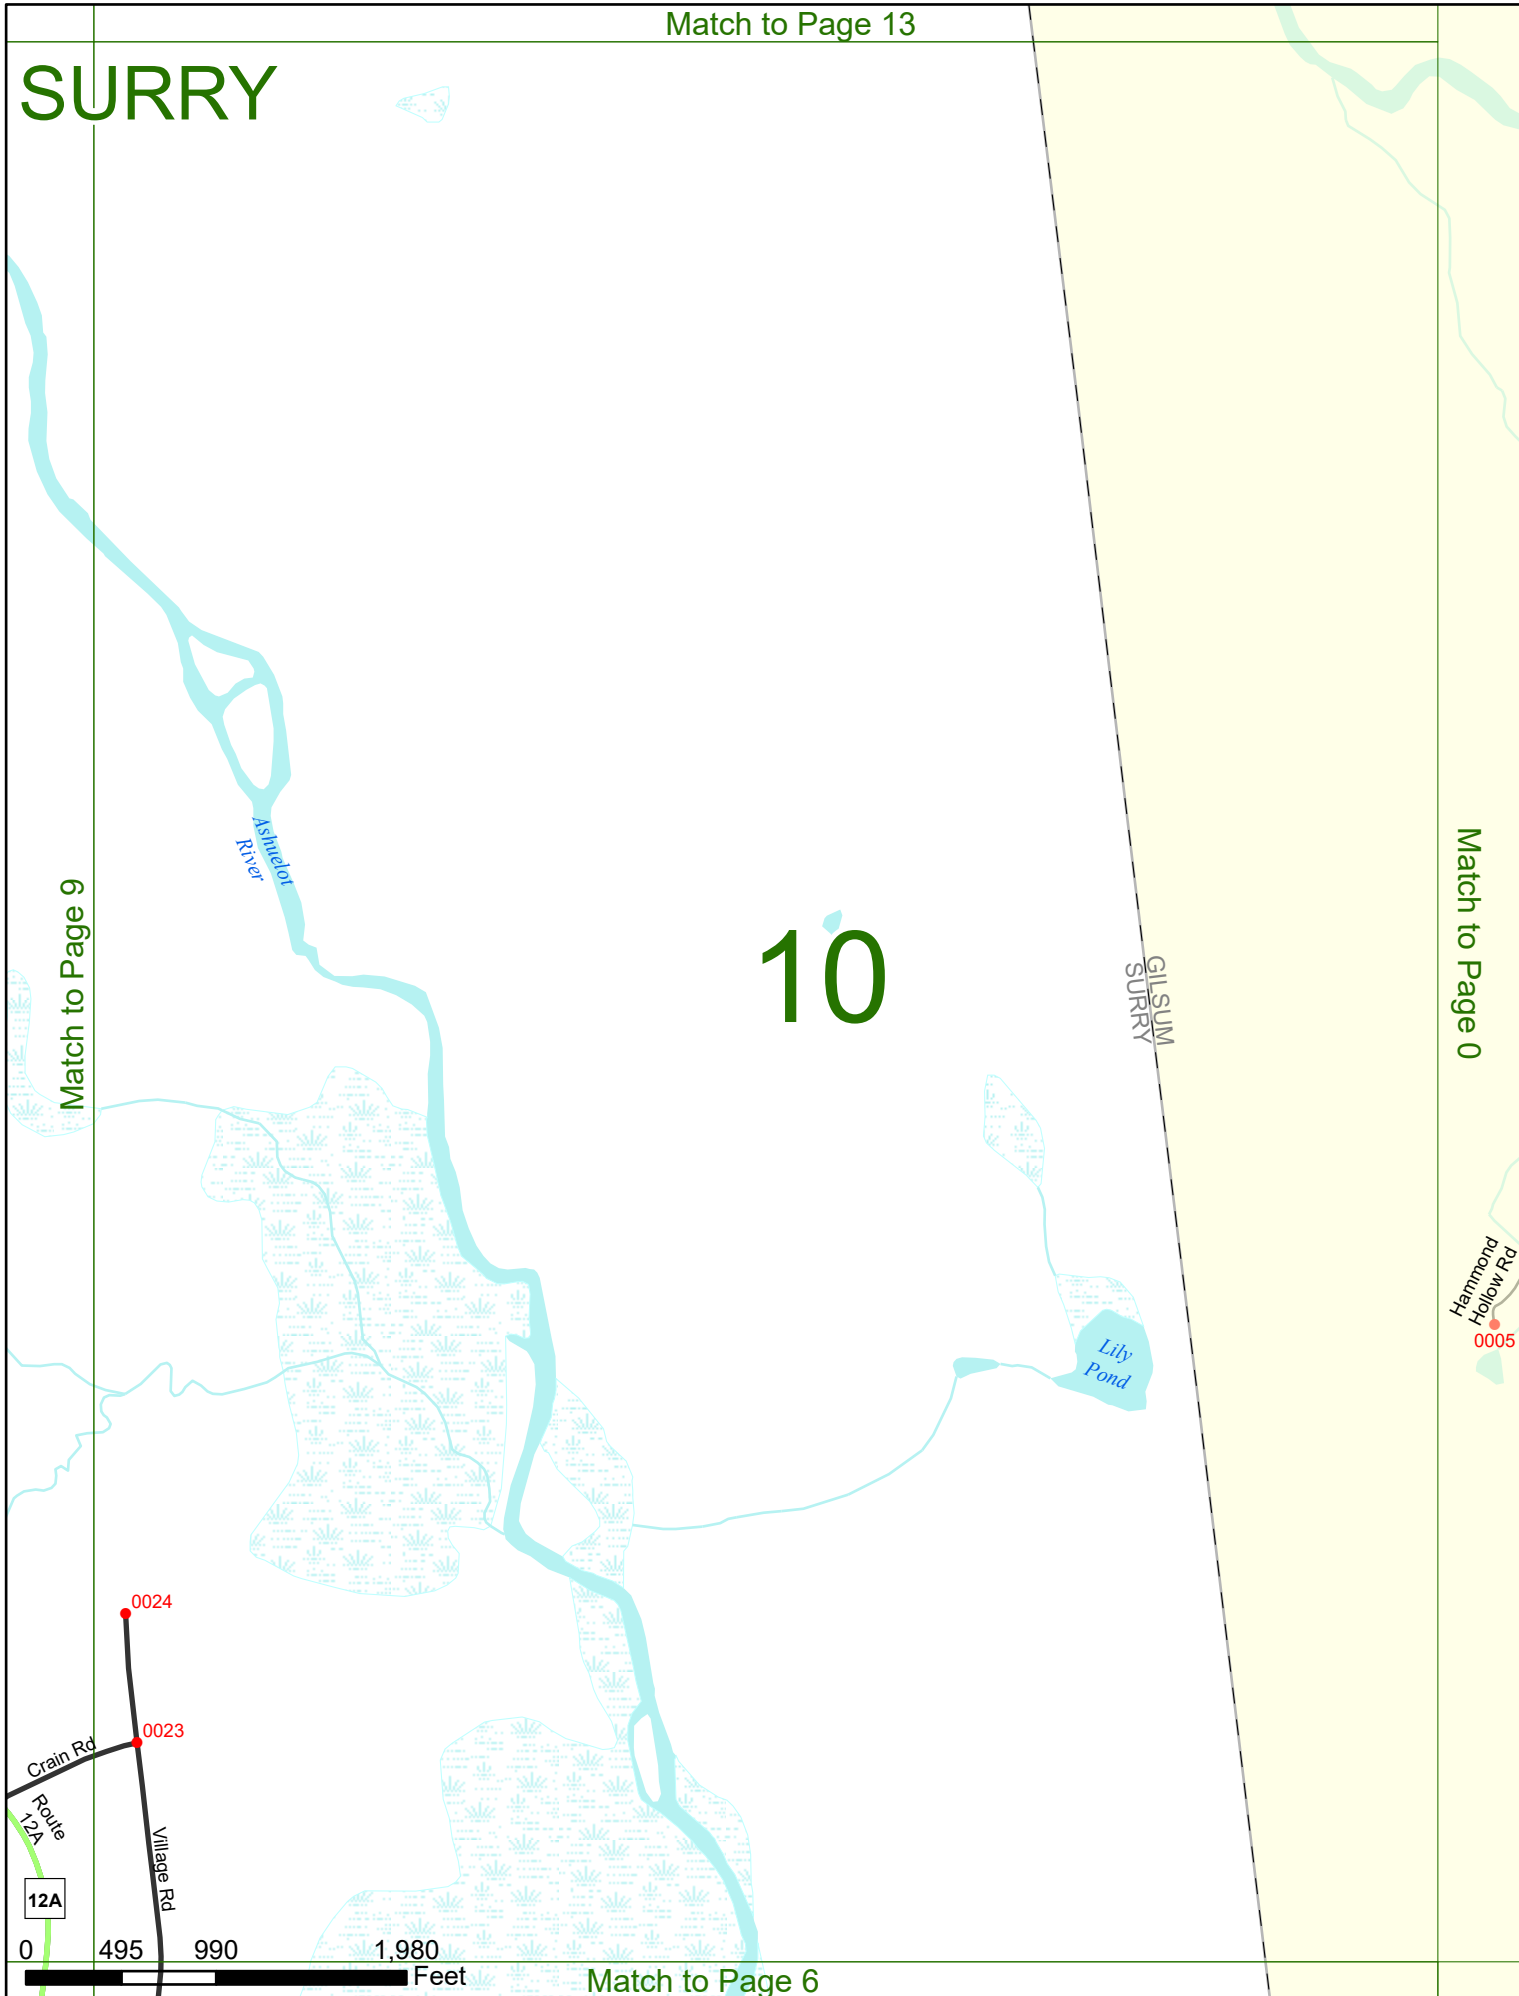 Match to Page 13
SURRY
Ashuelot
River
Match to Page 9
10
GILSUM
SURRY
Match to Page 0
Hammond
Hollow Rd
0005
Lily
Pond
0024
0023
Crain Rd
Route
12A
Village Rd
12A
0 495 990 1,980
Feet
Match to Page 6